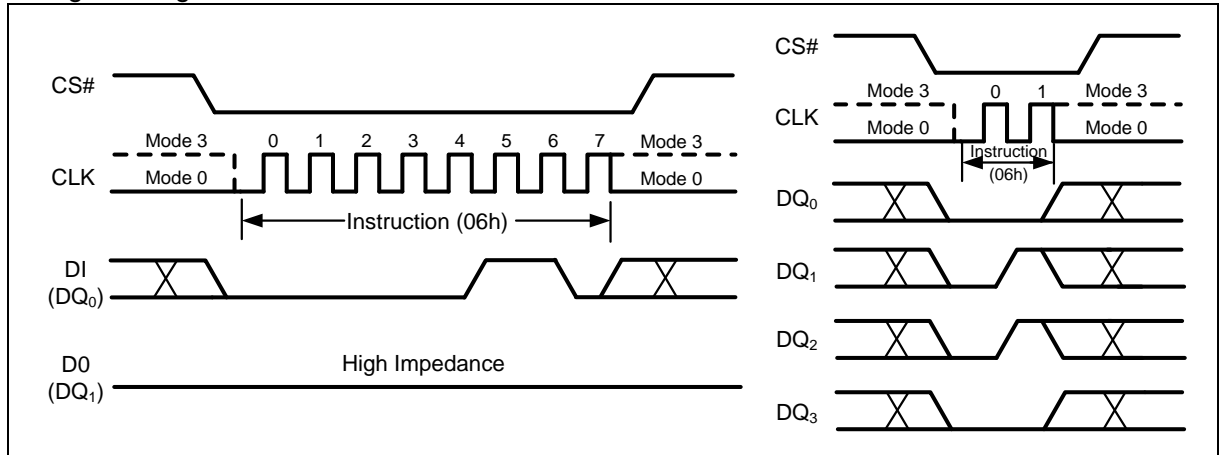 CS#
Mode 3 0 1 2 3 4 5 6 7 Mode 3
CLK
Mode 0 Mode 0
Instruction (06h)
DI
(DQ0)
D0
(DQ1)
High Impedance
CS#
Mode 3 0 1 Mode 3
CLK
Mode 0 Mode 0
Instruction
(06h)
DQ0
DQ1
DQ2
DQ3